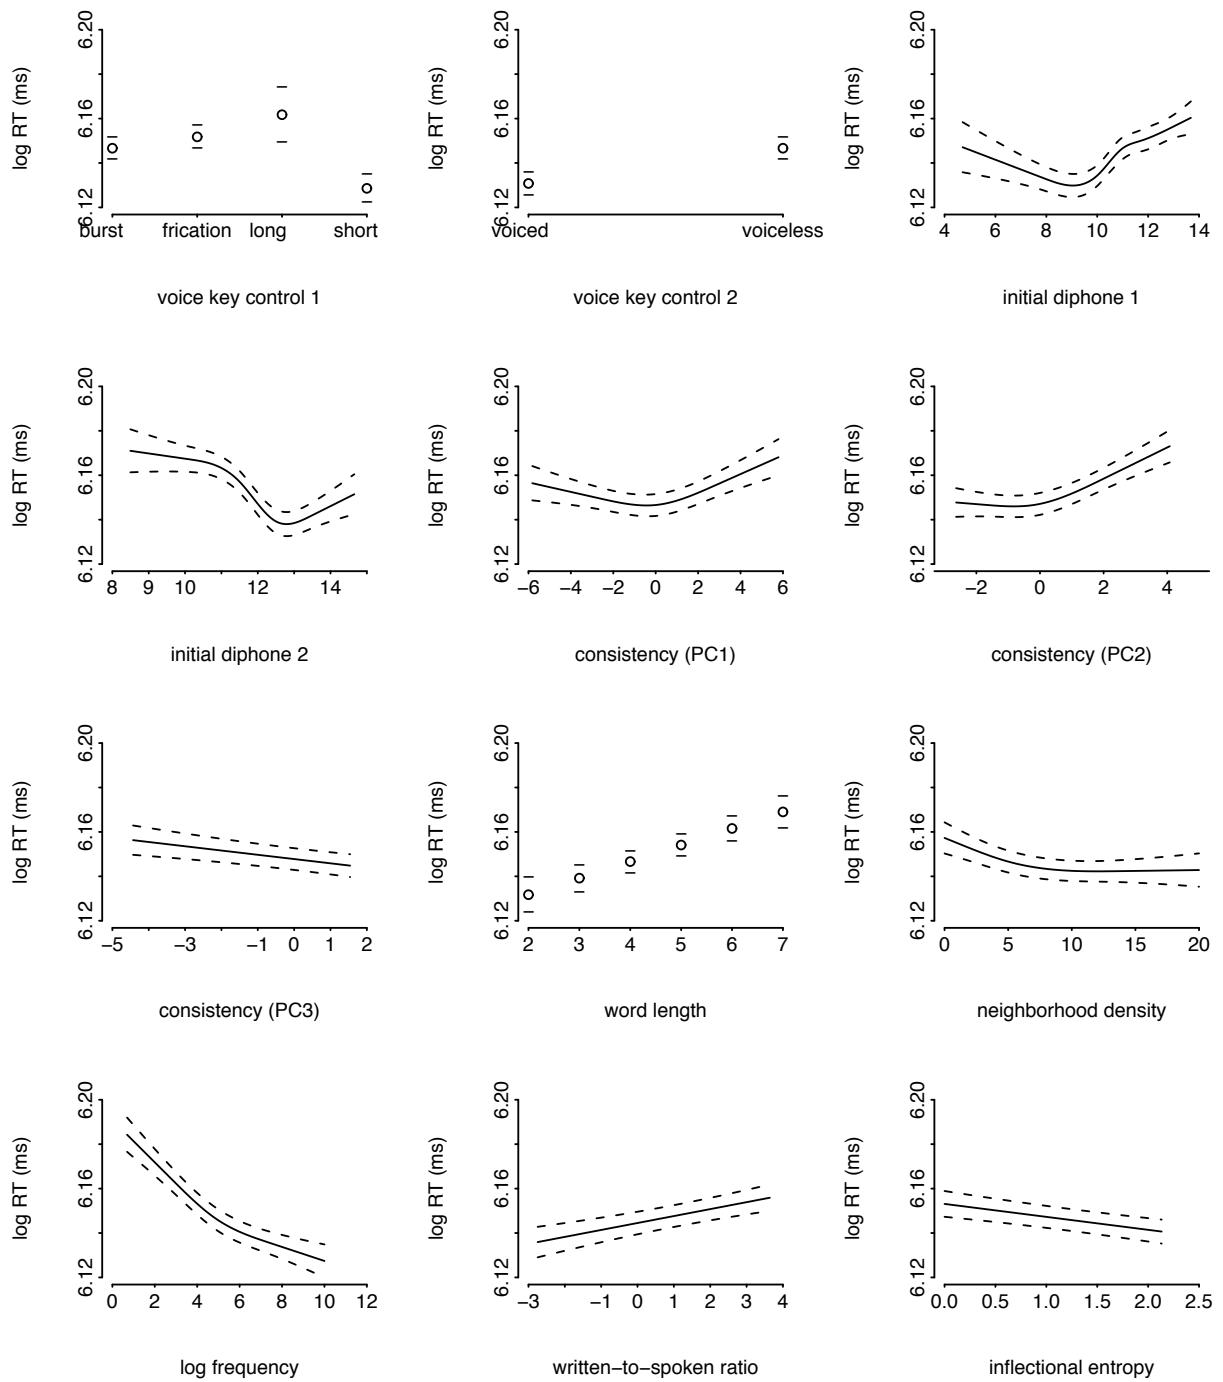 log RT (ms)
6.12 6.16 6.20
burst frication long short
voice key control 1
log RT (ms)
6.12 6.16 6.20
voiced voiceless
voice key control 2
log RT (ms)
6.12 6.16 6.20
4 6 8 10 12 14
initial diphone 1
log RT (ms)
6.12 6.16 6.20
8 9 10 12 14
initial diphone 2
log RT (ms)
6.12 6.16 6.20
−6 −4 −2 0 2 4 6
consistency (PC1)
log RT (ms)
6.12 6.16 6.20
−2 0 2 4
consistency (PC2)
log RT (ms)
6.12 6.16 6.20
−5 −3 −1 0 1 2
consistency (PC3)
log RT (ms)
6.12 6.16 6.20
2 3 4 5 6 7
word length
log RT (ms)
6.12 6.16 6.20
0 5 10 15 20
neighborhood density
log RT (ms)
6.12 6.16 6.20
0 2 4 6 8 10 12
log frequency
log RT (ms)
6.12 6.16 6.20
−3 −1 0 1 2 3 4
written−to−spoken ratio
log RT (ms)
6.12 6.16 6.20
0.0 0.5 1.0 1.5 2.0 2.5
inflectional entropy